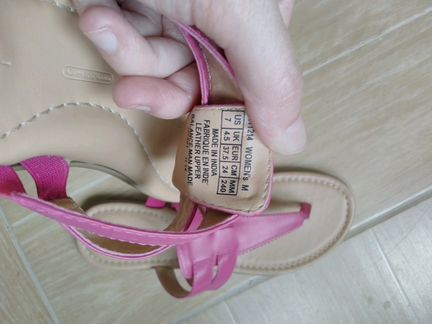 WOMEN'S M
US UK EUR CM MM
7 4.5 37.5 24 240
MADE IN INDIA
FABRIQUE EN INDE
LEATHER UPPER
BALANCE MAN MADE